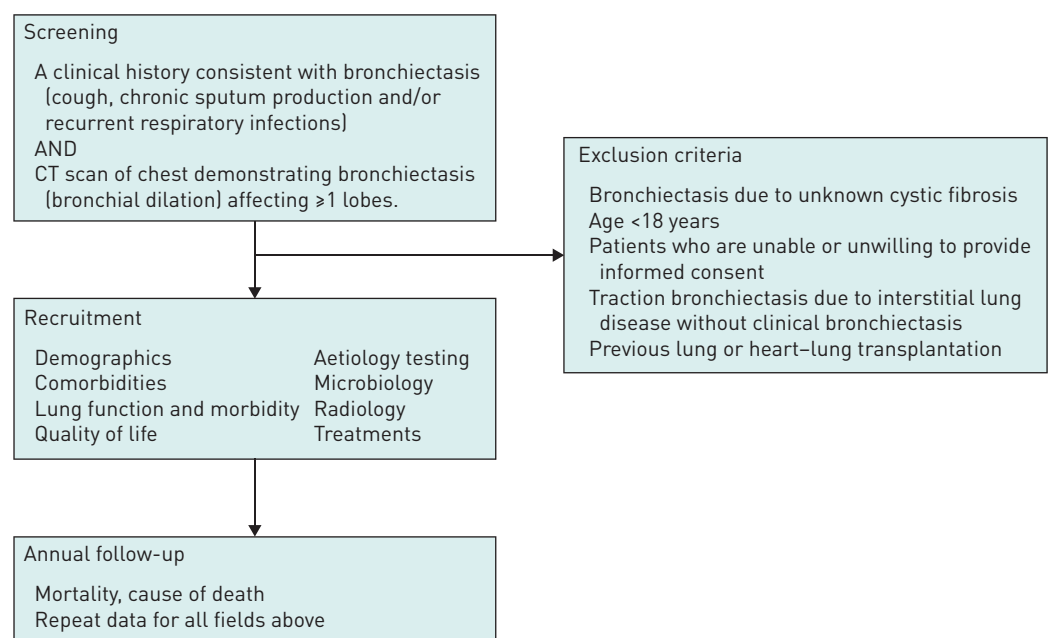 Screening
A clinical history consistent with bronchiectasis
(cough, chronic sputum production and/or
recurrent respiratory infections)
AND
CT scan of chest demonstrating bronchiectasis
(bronchial dilation) affecting ⩾1 lobes.
Exclusion criteria
Bronchiectasis due to unknown cystic fibrosis
Age <18 years
Patients who are unable or unwilling to provide
informed consent
Traction bronchiectasis due to interstitial lung
disease without clinical bronchiectasis
Previous lung or heart–lung transplantation
Recruitment
Demographics
Comorbidities
Lung function and morbidity
Quality of life
Aetiology testing
Microbiology
Radiology
Treatments
Annual follow-up
Mortality, cause of death
Repeat data for all fields above